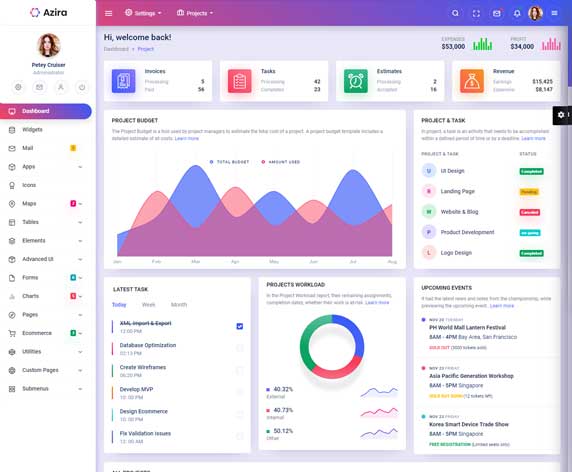 Azira
Settings
Projects
Petey Cruiser
Administrator
Dashboard
Widgets
Mail
Apps
Icons
Maps
Tables
Elements
Advanced UI
Forms
Charts
Pages
Ecommerce
Utilities
Custom Pages
Submenus
Hi, welcome back!
Dashboard • Project
EXPENSES
$53,000
PROFIT
$34,000
Invoices
Processing 5
Paid 56
Tasks
Processing 42
Completed 23
Estimates
Processing 2
Accepted 16
Revenue
Earnings $15,425
Expensive $8,147
PROJECT BUDGET
The Project Budget is a tool used by project managers to estimate the total cost of a project. A project budget template includes a
detailed estimate of all costs. Learn more
TOTAL BUDGET
AMOUNT USED
Jan Feb Mar Apr May Jun Jul Aug
PROJECT & TASK
In project, a task is an activity that needs to be accomplished
within a defined period of time or by a deadline. Learn more
PROJECT & TASK STATUS
U UI Design Completed
R Landing Page Pending
W Website & Blog Canceled
P Product Development on-going
L Logo Design Completed
LATEST TASK
Today Week Month
XML Import & Export
12:00 PM
Database Optimization
02:13 PM
Create Wireframes
06:20 PM
Develop MVP
10: 00 PM
Design Ecommerce
10: 00 PM
Fix Validation Issues
12: 00 AM
PROJECTS WORKLOAD
In the Project Workload report, their remaining assignments,
completion dates, whether their work is at-risk. Learn more
40.32%
External
40.73%
Internal
50.12%
Other
UPCOMING EVENTS
If had the latest news and notes from the championship, while
previewing the upcoming event.. Learn more
NOV 20 TUESDAY
PH World Mall Lantern Festival
8AM - 4PM Bay Area, San Francisco
SOLD OUT (3000 tickets sold)
NOV 23 FRIDAY
Asia Pacific Generation Workshop
8AM - 5PM Singapore
SOLD OUT SOON (12 tickets left)
NOV 23 FRIDAY
Korea Smart Device Trade Show
8AM - 5PM Singapore
FREE REGISTRATION (Limited seats only)